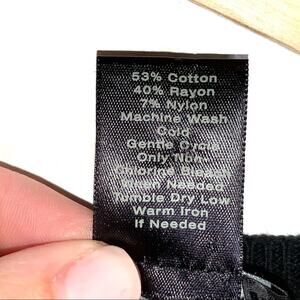 53% Cotton
40% Rayon
7% Nylon
Machine Wash
Cold
Gentle Cycle
Only Non-
Chlorine Bleach
When Needed
Tumble Dry Low
Warm Iron
If Needed